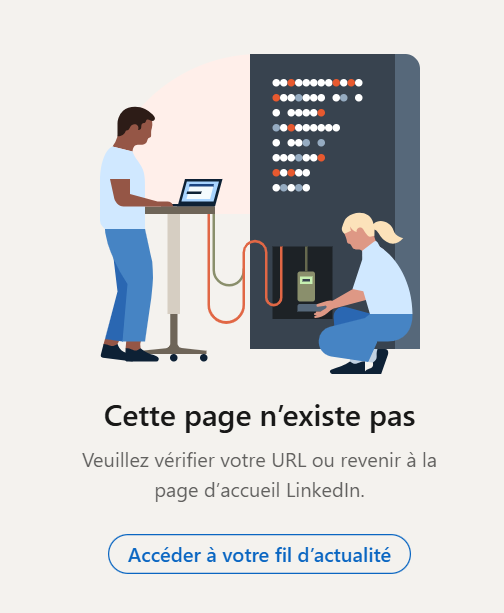 Cette page n’existe pas
Veuillez vérifier votre URL ou revenir à la
page d’accueil LinkedIn.
Accéder à votre fil d’actualité